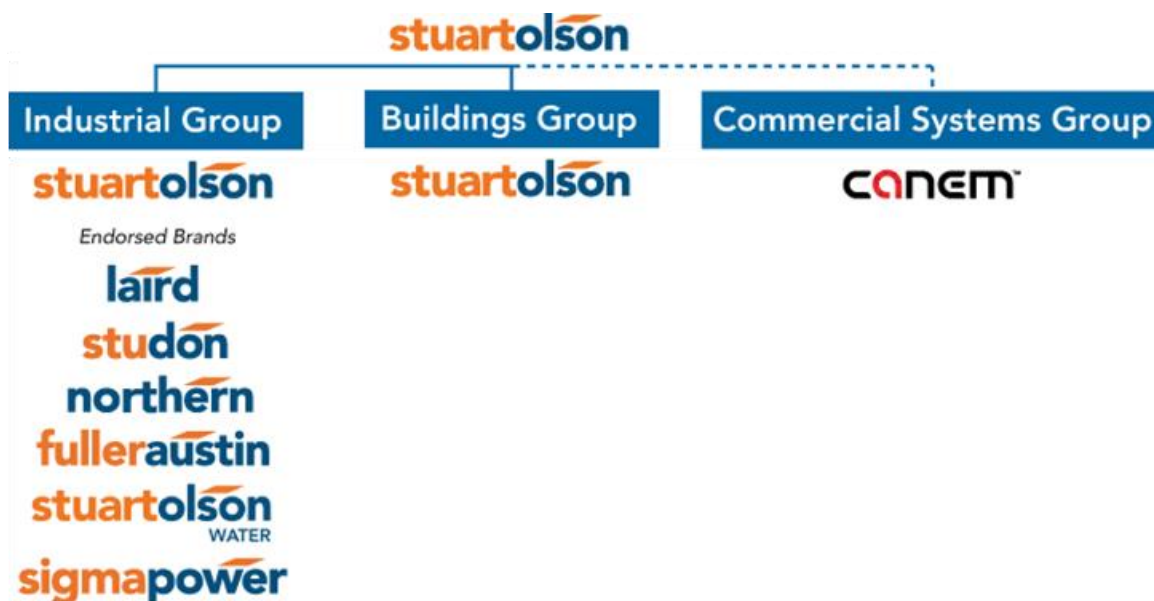 stuartolson
Industrial Group
Buildings Group
Commercial Systems Group
stuartolson
stuartolson
canem™
Endorsed Brands
laird
studon
northern
fulleraustin
stuartolson
WATER
sigmapower